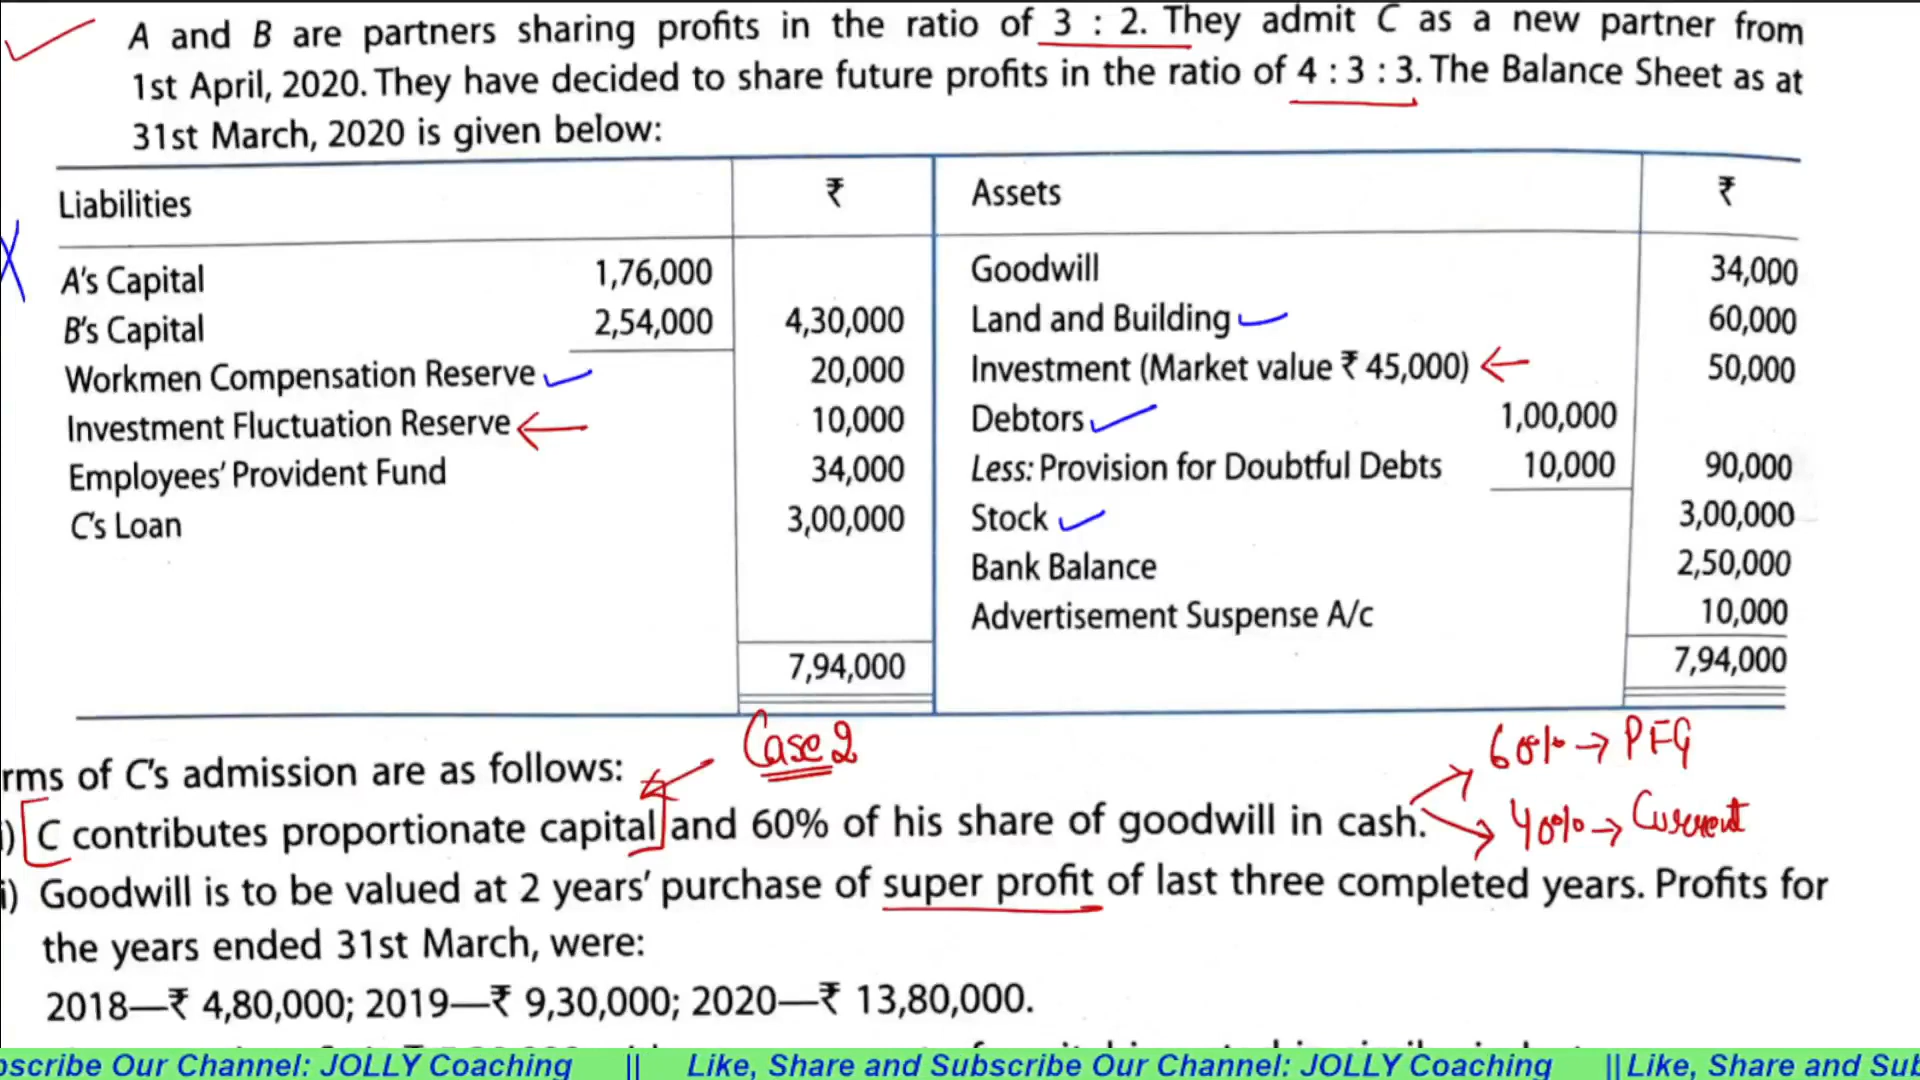 A and B are partners sharing profits in the ratio of 3 : 2. They admit C as a new partner from
1st April, 2020. They have decided to share future profits in the ratio of 4 : 3 : 3. The Balance Sheet as at
31st March, 2020 is given below:
Liabilities ₹ Assets ₹
A's Capital 1,76,000 Goodwill 34,000
B's Capital 2,54,000 4,30,000 Land and Building 60,000
Workmen Compensation Reserve 20,000 Investment (Market value ₹ 45,000) 50,000
Investment Fluctuation Reserve 10,000 Debtors 1,00,000
Employees' Provident Fund 34,000 Less: Provision for Doubtful Debts 10,000 90,000
C's Loan 3,00,000 Stock 3,00,000
Bank Balance 2,50,000
Advertisement Suspense A/c 10,000
7,94,000 7,94,000
Case 2
60% → PFG
rms of C's admission are as follows:
i) C contributes proportionate capital and 60% of his share of goodwill in cash.
40% → Current
i) Goodwill is to be valued at 2 years' purchase of super profit of last three completed years. Profits for
the years ended 31st March, were:
2018—₹ 4,80,000; 2019—₹ 9,30,000; 2020—₹ 13,80,000.
bscribe Our Channel: JOLLY Coaching || Like, Share and Subscribe Our Channel: JOLLY Coaching || Like, Share and Sub